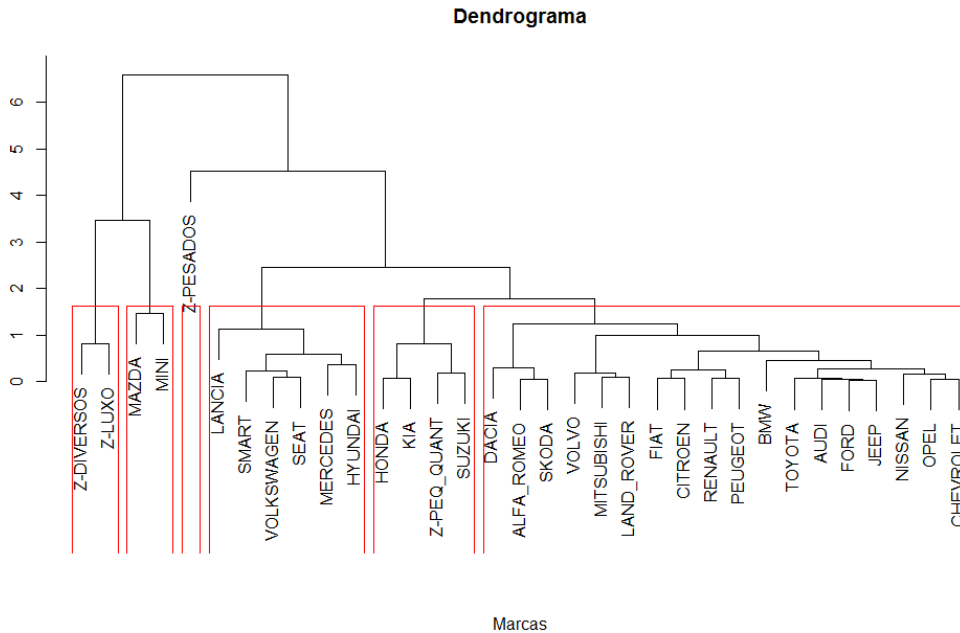 Dendrograma
6
5
4
3
2
1
0
Z-DIVERSOS
Z-LUXO
MAZDA
MINI
Z-PESADOS
LANCIA
SMART
VOLKSWAGEN
SEAT
MERCEDES
HYUNDAI
HONDA
KIA
Z-PEQ_QUANT
SUZUKI
DACIA
ALFA_ROMEO
SKODA
VOLVO
MITSUBISHI
LAND_ROVER
FIAT
CITROEN
RENAULT
PEUGEOT
BMW
TOYOTA
AUDI
FORD
JEEP
NISSAN
OPEL
CHEVROLET
Marcas